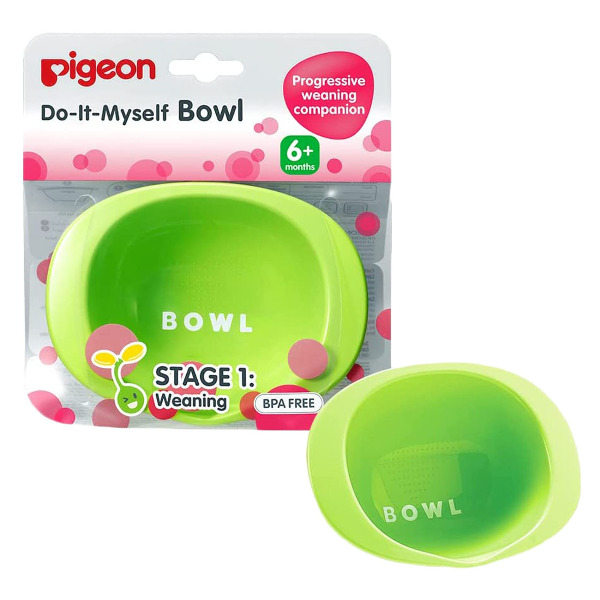 pigeon
Do-It-Myself Bowl
Progressive
weaning
companion
6+
months
BOWL
STAGE 1:
Weaning
BPA FREE
BOWL